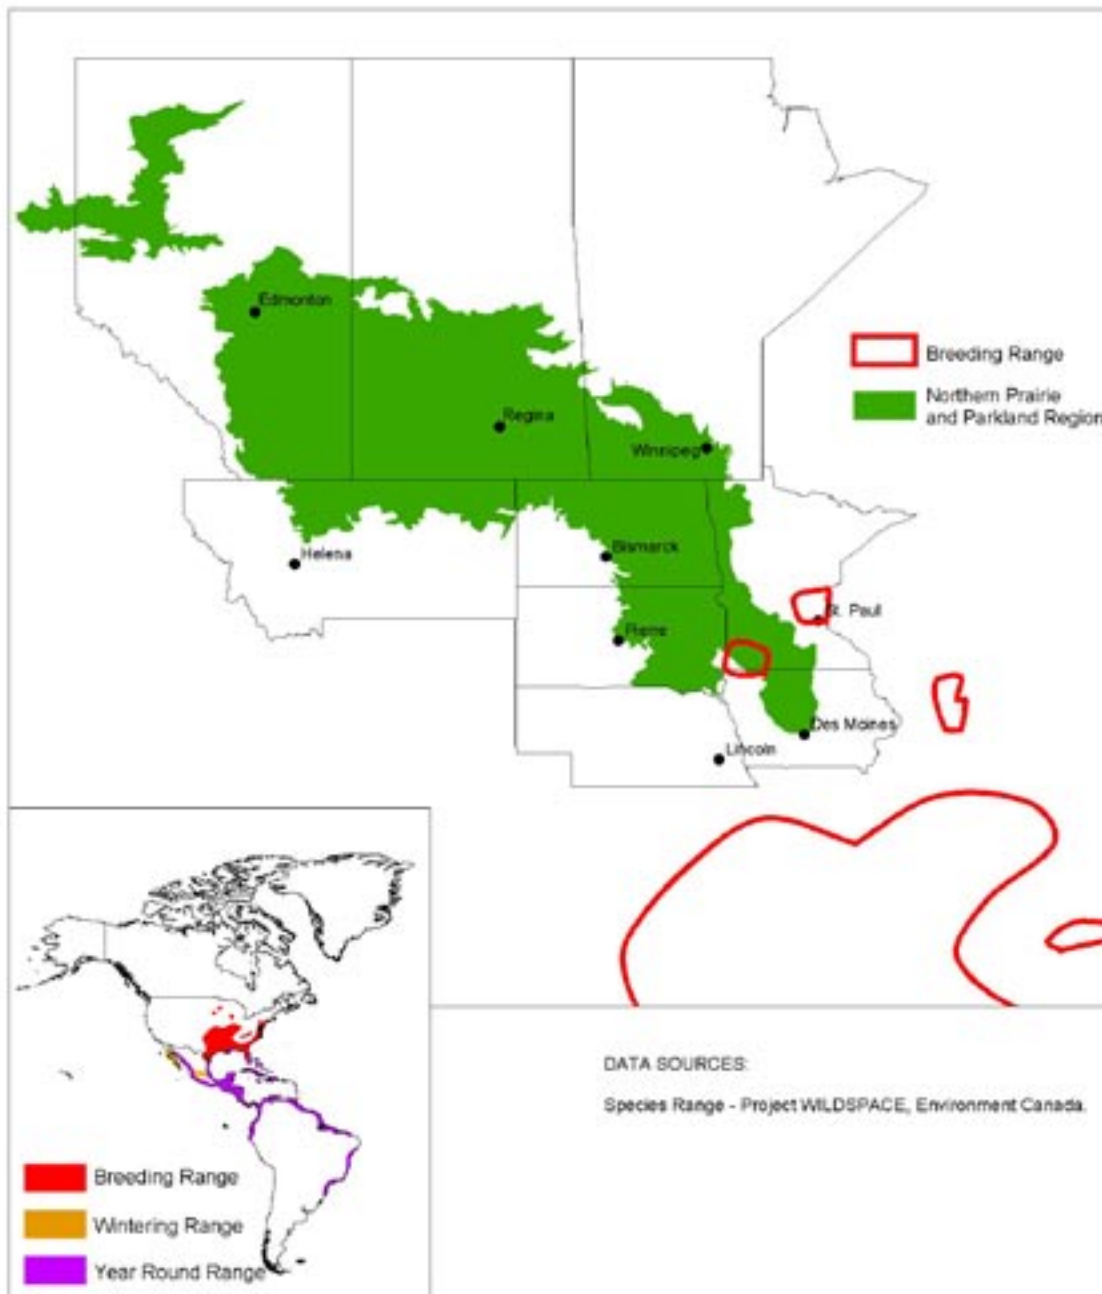 Edmonton
Regina
Winnipeg
Helena
Bismarck
St. Paul
Pierre
Des Moines
Lincoln
Breeding Range
Northern Prairie
and Parkland Region
DATA SOURCES:
Species Range - Project WILDSPACE, Environment Canada.
Breeding Range
Wintering Range
Year Round Range